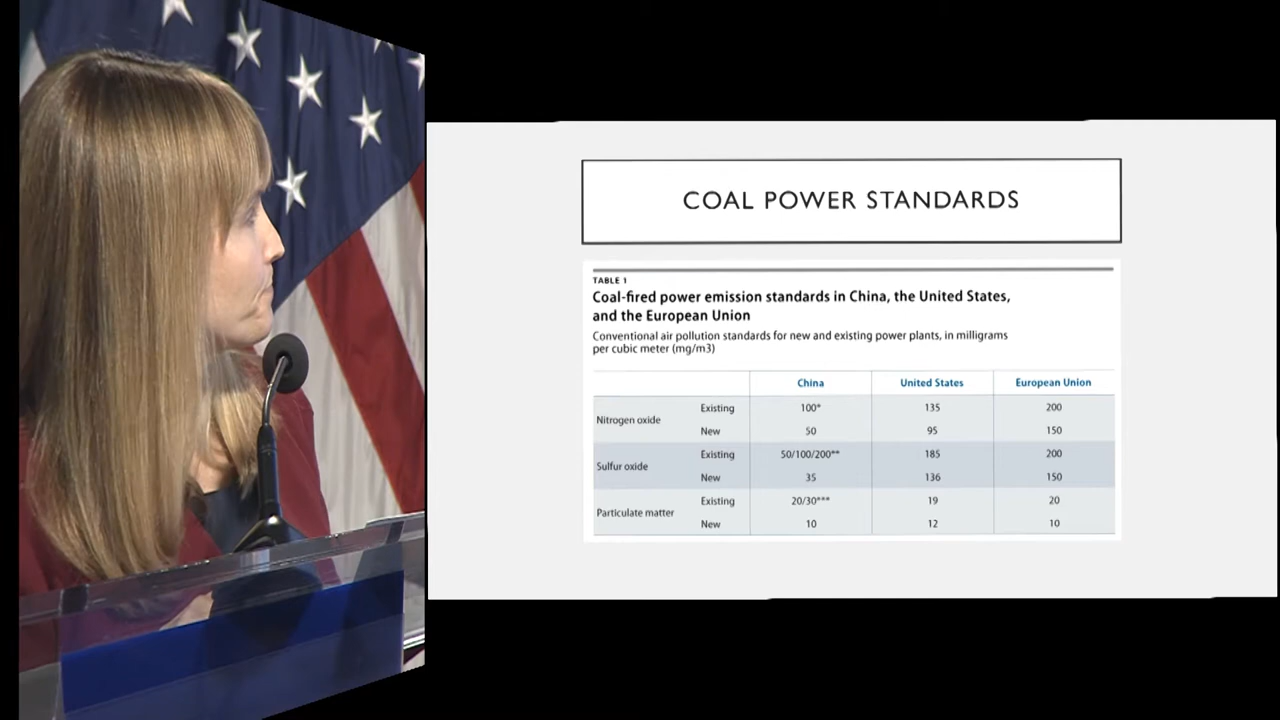 COAL POWER STANDARDS
TABLE 1
Coal-fired power emission standards in China, the United States,
and the European Union
Conventional air pollution standards for new and existing power plants, in milligrams
per cubic meter (mg/m3)
China United States European Union
Nitrogen oxide
Existing 100* 135 200
New 50 95 150
Sulfur oxide
Existing 50/100/200** 185 200
New 35 136 150
Particulate matter
Existing 20/30*** 19 20
New 10 12 10